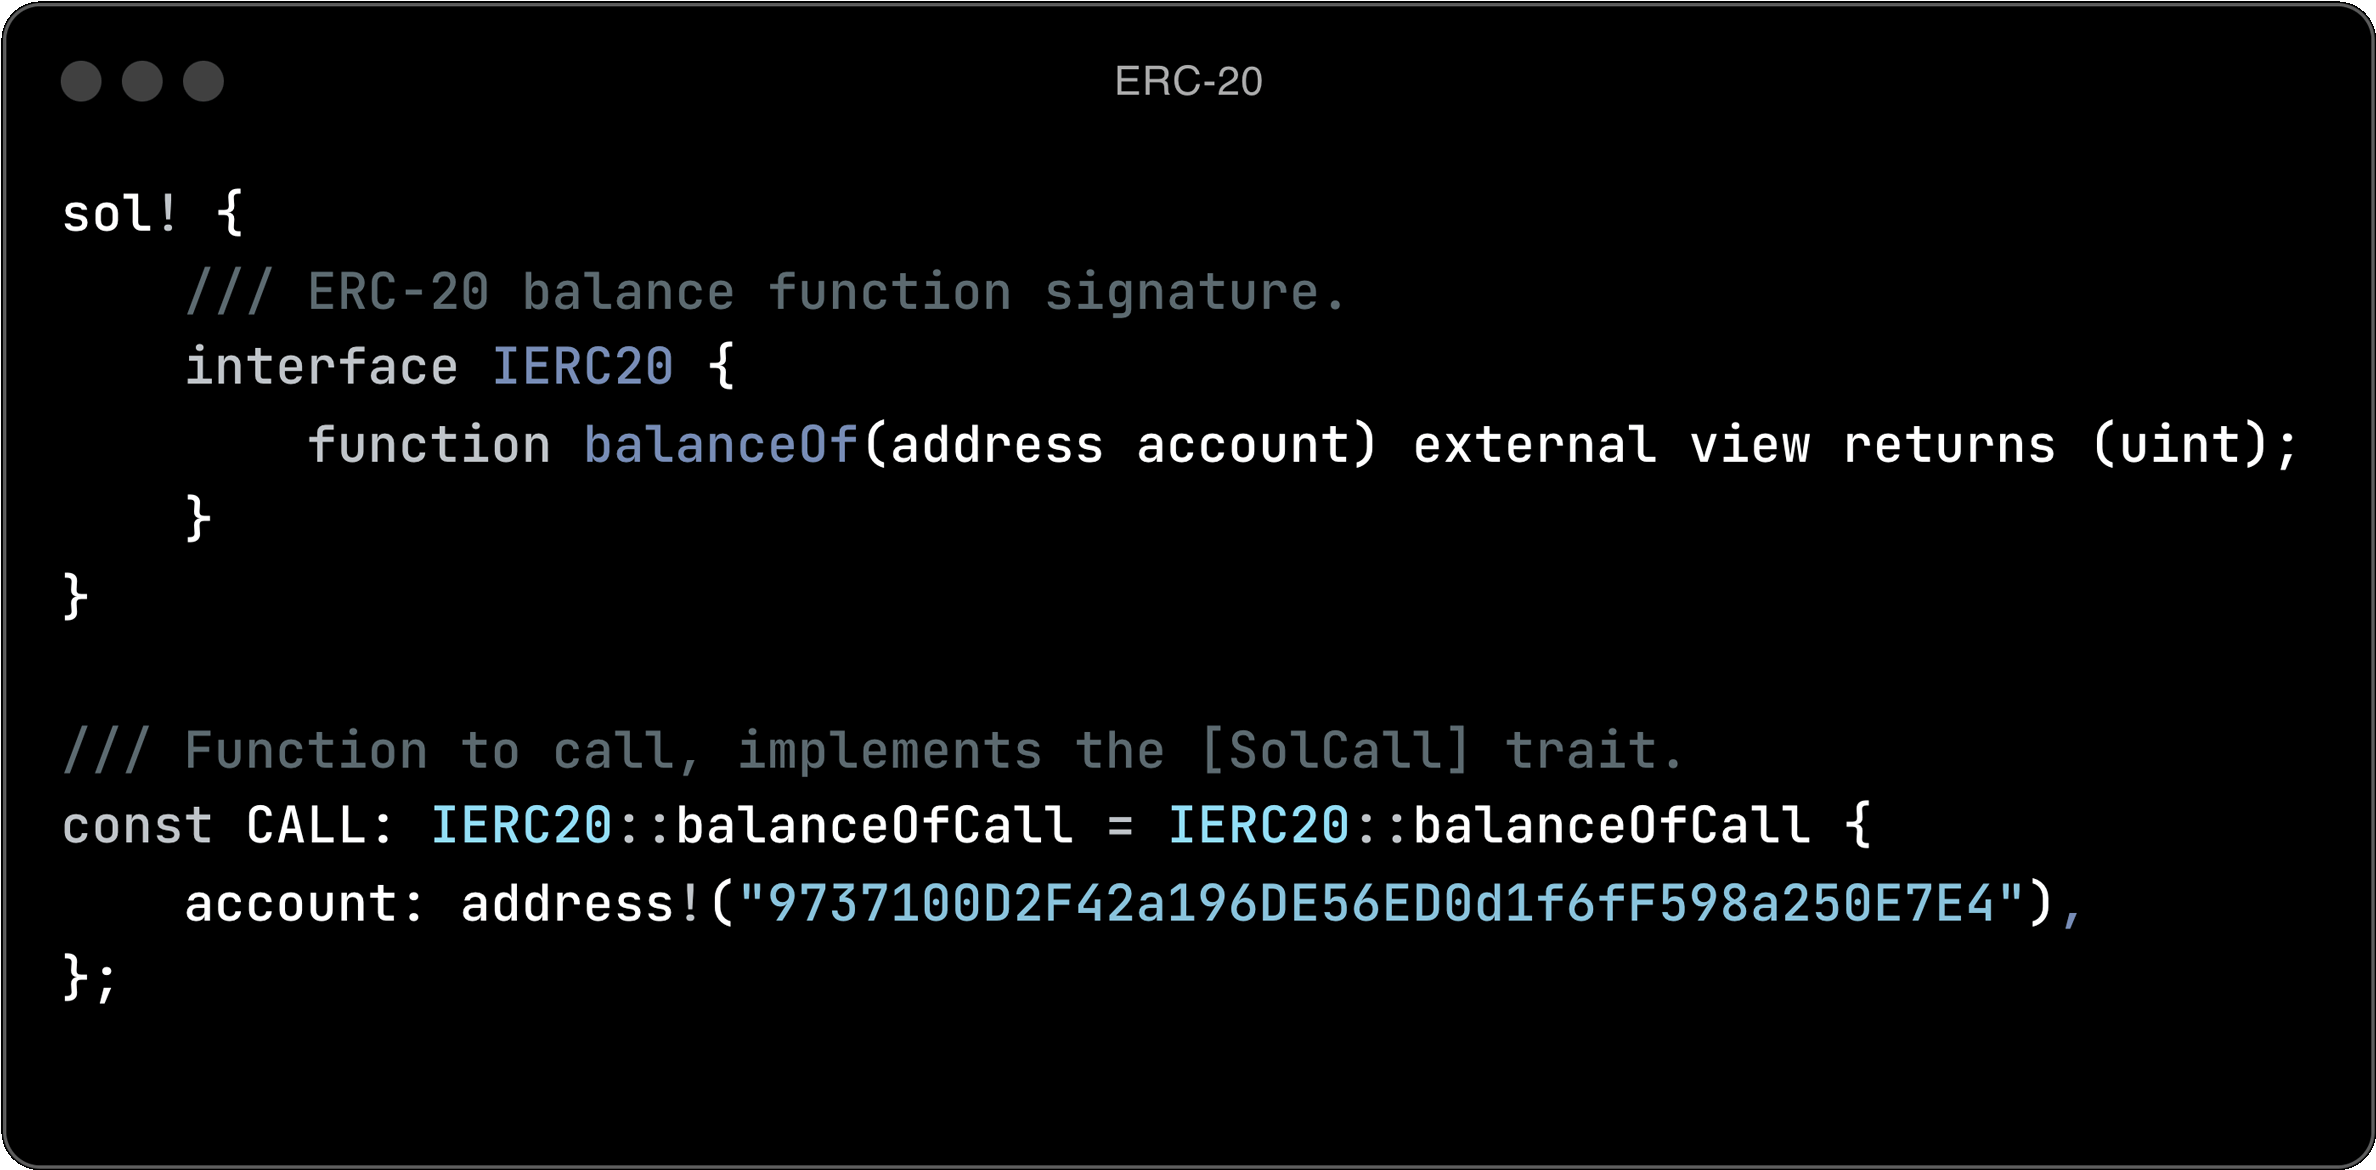 ERC-20
sol! {
    /// ERC-20 balance function signature.
    interface IERC20 {
        function balanceOf(address account) external view returns (uint);
    }
}
/// Function to call, implements the [SolCall] trait.
const CALL: IERC20::balanceOfCall = IERC20::balanceOfCall {
    account: address!("9737100D2F42a196DE56ED0d1f6fF598a250E7E4"),
};